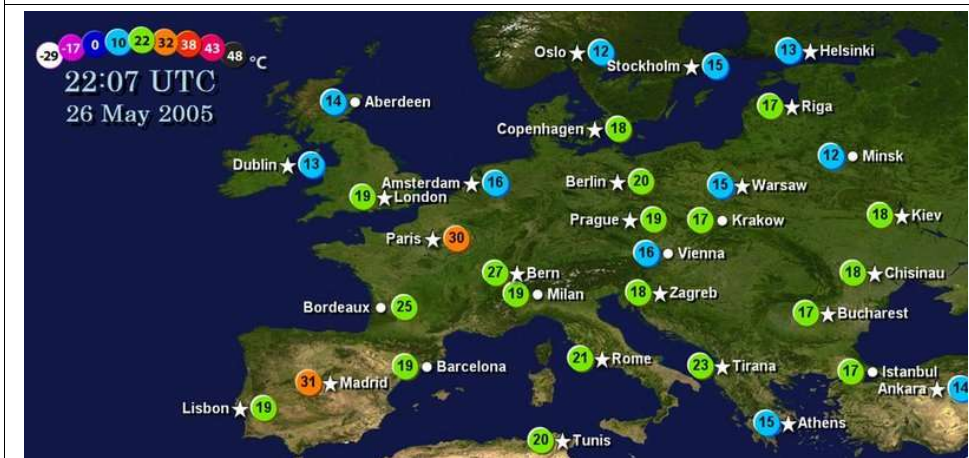 -29 -17 0 10 22 32 38 43 48 °C
22:07 UTC
26 May 2005
Oslo 12
Stockholm 15
13 Helsinki
14 Aberdeen
17 Riga
Copenhagen 18
Dublin 13
12 Minsk
Amsterdam 16
Berlin 20
15 Warsaw
19 London
Prague 19
17 Krakow
18 Kiev
Paris 30
16 Vienna
27 Bern
18 Chisinau
19 Milan
18 Zagreb
Bordeaux 25
17 Bucharest
21 Rome
19 Barcelona
23 Tirana
17 Istanbul
31 Madrid
Ankara 14
Lisbon 19
15 Athens
20 Tunis